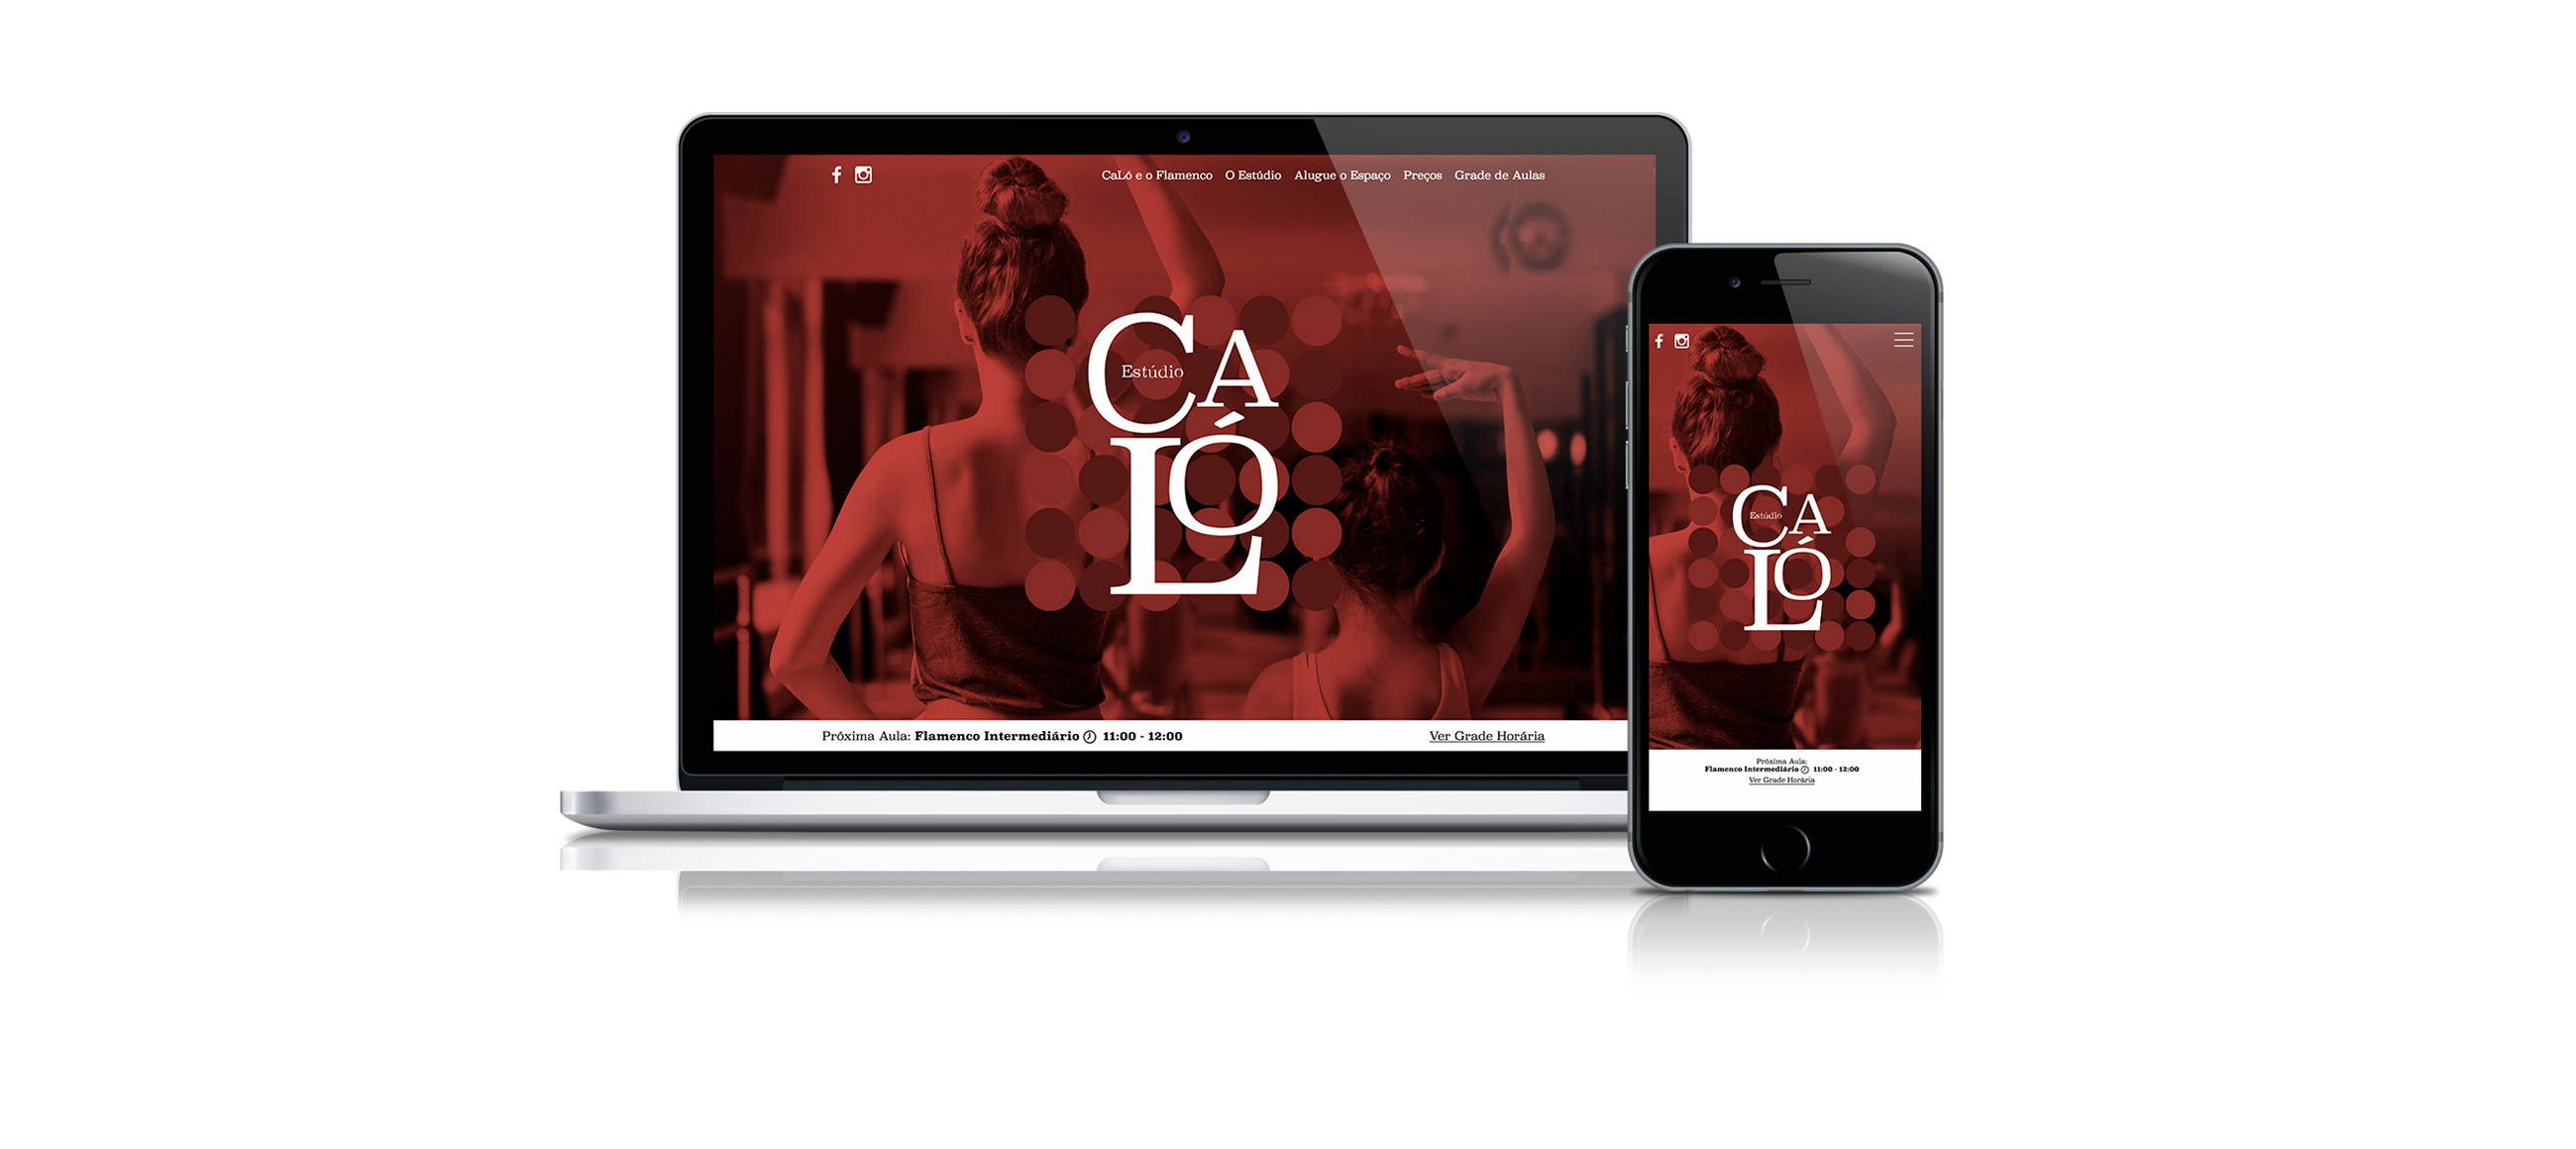 CaLó e o Flamenco O Estúdio Alugue o Espaço Preços Grade de Aulas
Estúdio
CA
LÓ
Próxima Aula: Flamenco Intermediário 11:00 - 12:00 Ver Grade Horária
Estúdio
CA
LÓ
Próxima Aula:
Flamenco Intermediário 11:00 - 12:00
Ver Grade Horária